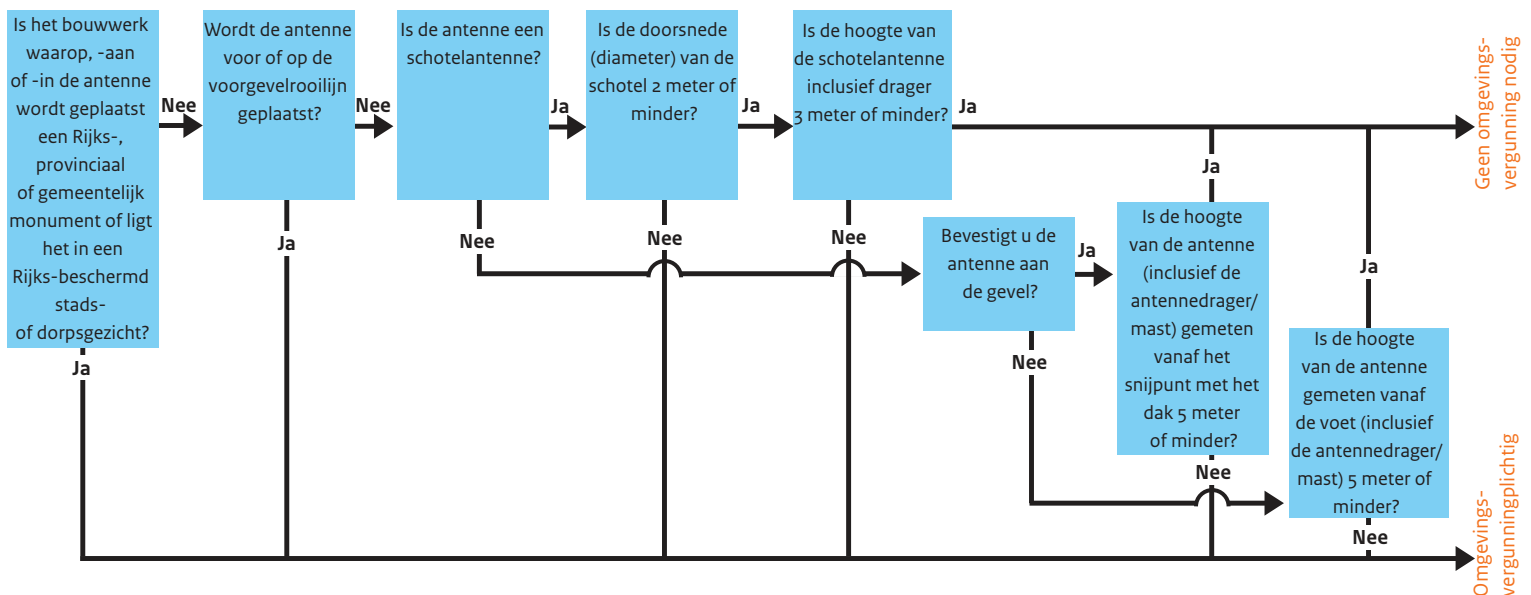 Is het bouwwerk
waarop, -aan
of -in de antenne
wordt geplaatst
een Rijks-,
provinciaal
of gemeentelijk
monument of ligt
het in een
Rijks-beschermd
stads-
of dorpsgezicht?
Nee
Ja
Wordt de antenne
voor of op de
voorgevelrooilijn
geplaatst?
Nee
Ja
Is de antenne een
schotelantenne?
Ja
Nee
Is de doorsnede
(diameter) van de
schotel 2 meter of
minder?
Ja
Nee
Is de hoogte van
de schotelantenne
inclusief drager
3 meter of minder?
Ja
Nee
Bevestigt u de
antenne aan
de gevel?
Ja
Nee
Ja
Is de hoogte
van de antenne
(inclusief de
antennedrager/
mast) gemeten
vanaf het
snijpunt met het
dak 5 meter
of minder?
Nee
Ja
Is de hoogte
van de antenne
gemeten vanaf
de voet (inclusief
de antennedrager/
mast) 5 meter of
minder?
Nee
Geen omgevings-
vergunning nodig
Omgevings-
vergunningplichtig